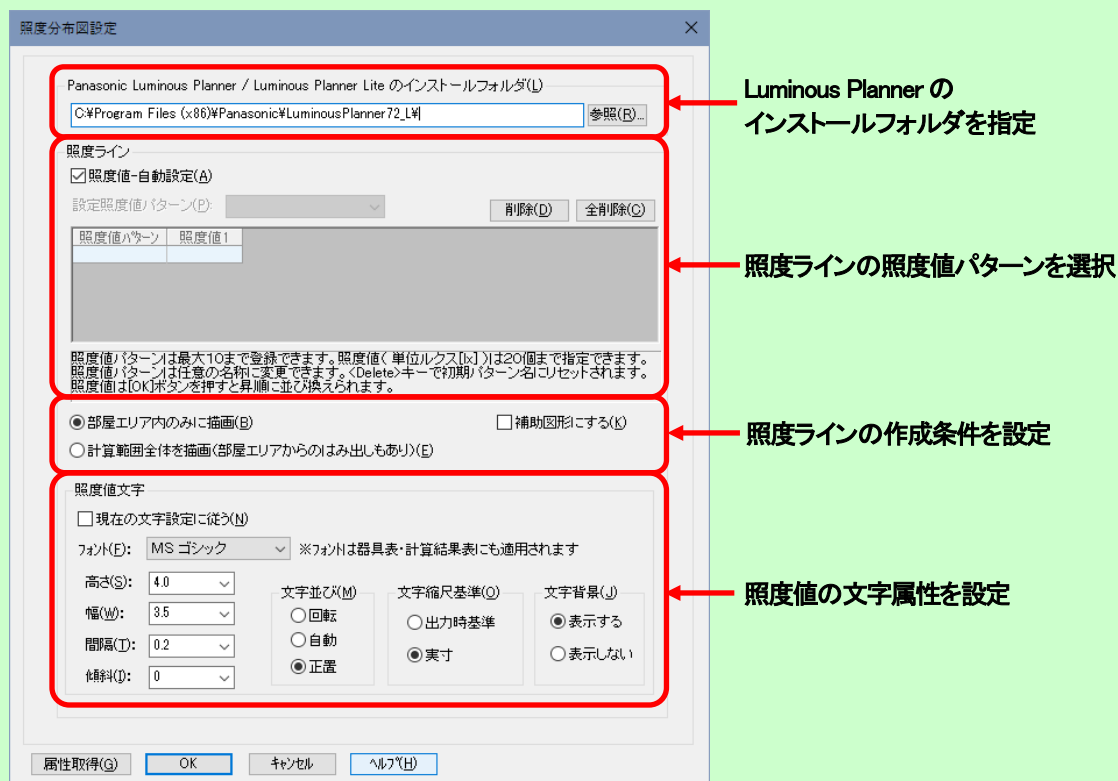 照度分布図設定
Panasonic Luminous Planner / Luminous Planner Lite のインストールフォルダ(L)
C:¥Program Files (x86)¥Panasonic¥LuminousPlanner72_L¥
参照(R)...
Luminous Planner の
インストールフォルダを指定
照度ライン
照度値-自動設定(A)
設定照度値パターン(P):
削除(D) 全削除(C)
照度値パターン 照度値1
照度ラインの照度値パターンを選択
照度値パターンは最大10まで登録できます。照度値( 単位ルクス[lx] )は20個まで指定できます。
照度値パターンは任意の名称に変更できます。<Delete>キーで初期パターン名にリセットされます。
照度値は[OK]ボタンを押すと昇順に並び換えられます。
部屋エリア内のみに描画(B) 補助図形にする(K)
計算範囲全体を描画(部屋エリアからのはみ出しもあり)(E)
照度ラインの作成条件を設定
照度値文字
現在の文字設定に従う(N)
フォント(F): MS ゴシック ※フォントは器具表・計算結果表にも適用されます
高さ(S): 4.0
幅(W): 3.5
間隔(T): 0.2
傾斜(I): 0
文字並び(M)
回転
自動
正置
文字縮尺基準(O)
出力時基準
実寸
文字背景(J)
表示する
表示しない
照度値の文字属性を設定
属性取得(G) OK キャンセル ヘルプ(H)